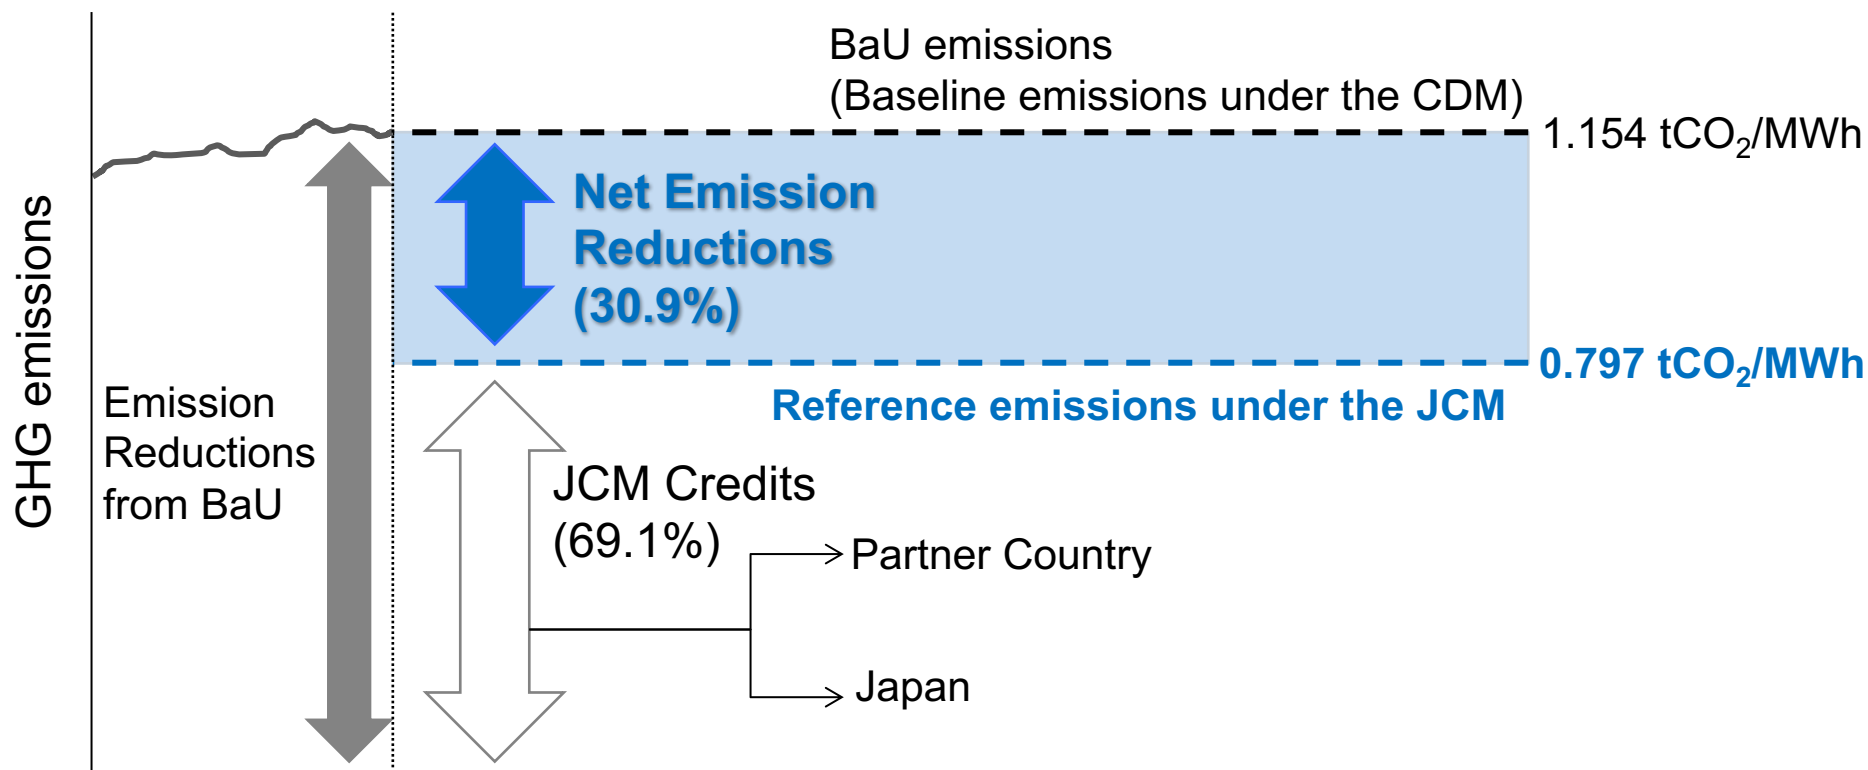 GHG emissions
BaU emissions
(Baseline emissions under the CDM)
1.154 tCO₂/MWh
Net Emission
Reductions
(30.9%)
0.797 tCO₂/MWh
Reference emissions under the JCM
Emission
Reductions
from BaU
JCM Credits
(69.1%)
Partner Country
Japan